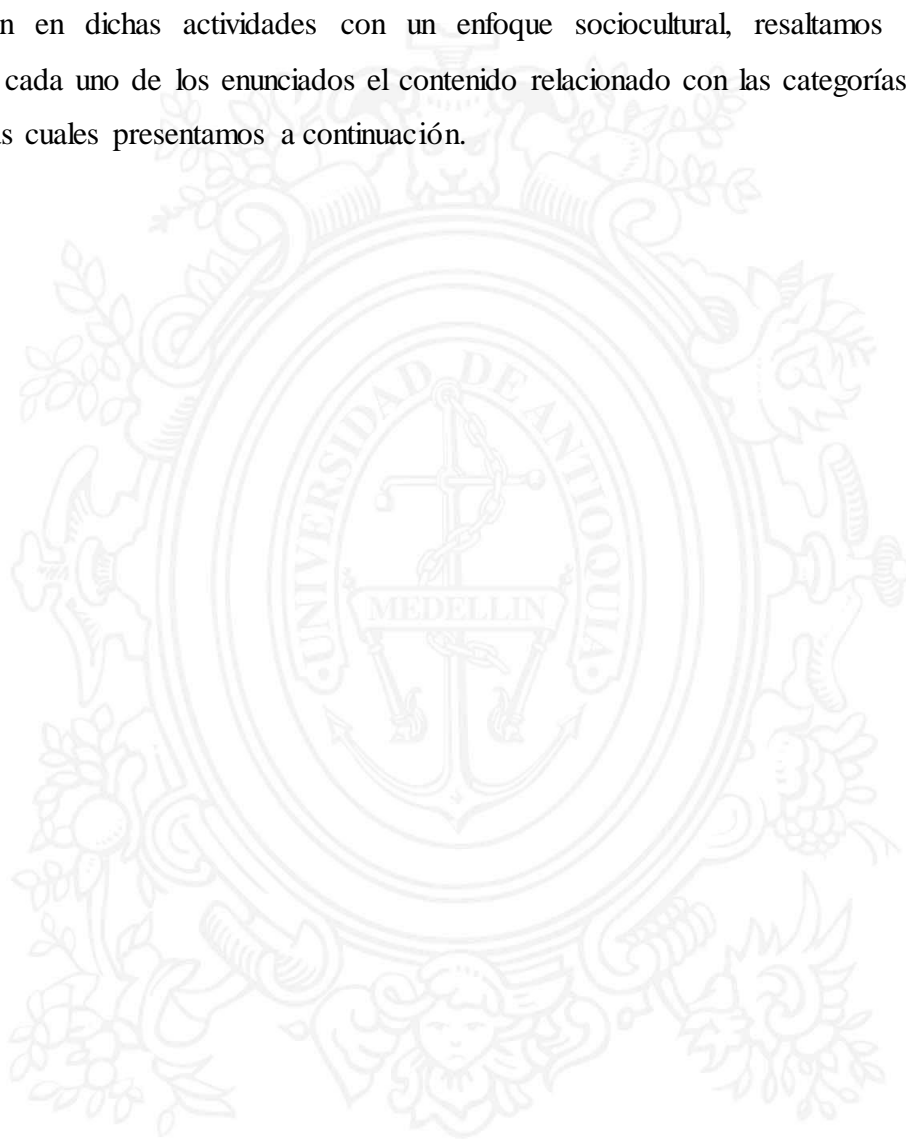 n en dichas actividades con un enfoque sociocultural, resaltamos
cada uno de los enunciados el contenido relacionado con las categorías
s cuales presentamos a continuación.
UNIVERSIDAD DE ANTIOQUIA
MEDELLIN